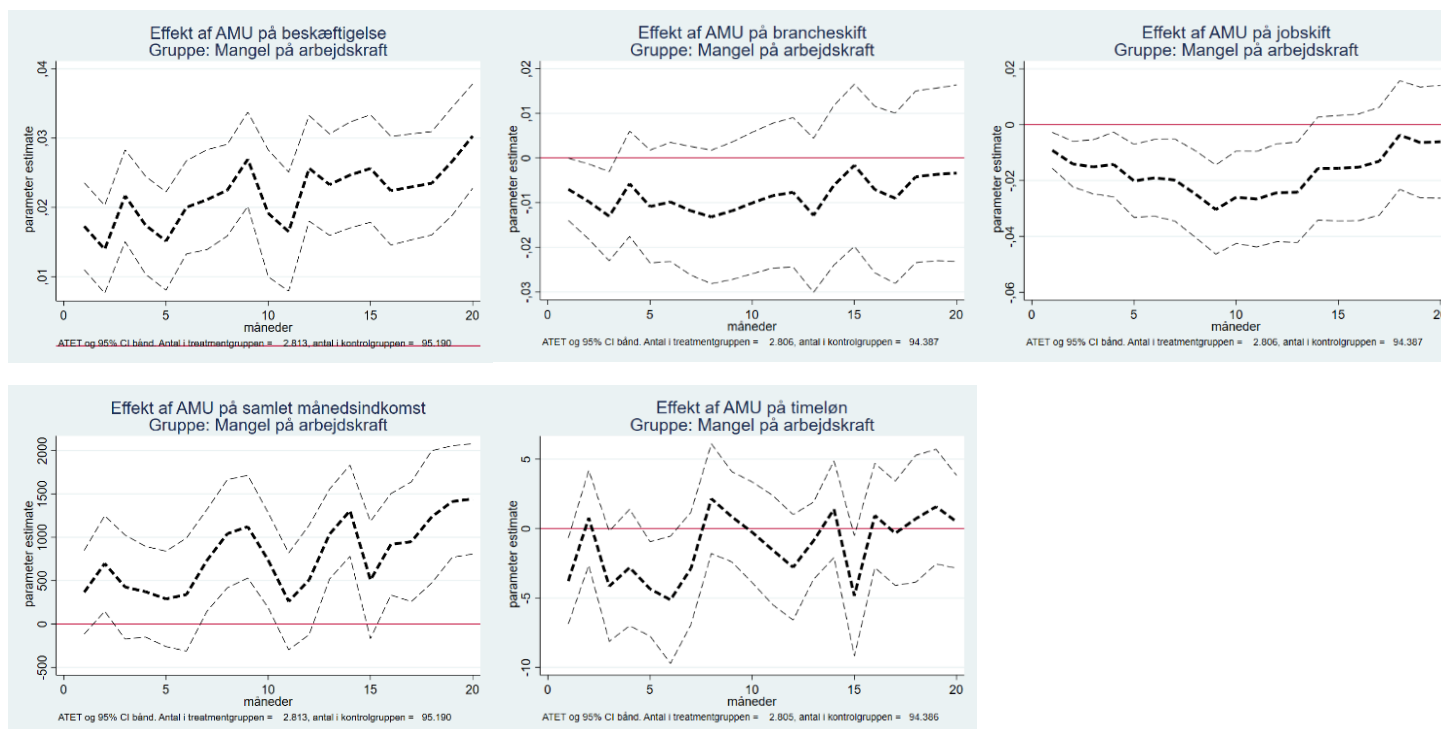 Effekt af AMU på beskæftigelse
Gruppe: Mangel på arbejdskraft
parameter estimate
,04
,03
,02
,01
0 5 10 15 20
måneder
ATET og 95% CI bånd. Antal i treatmentgruppen = 2.813, antal i kontrolgruppen = 95.190
Effekt af AMU på brancheskift
Gruppe: Mangel på arbejdskraft
parameter estimate
,02
,01
0
-,01
-,02
-,03
0 5 10 15 20
måneder
ATET og 95% CI bånd. Antal i treatmentgruppen = 2.806, antal i kontrolgruppen = 94.387
Effekt af AMU på jobskift
Gruppe: Mangel på arbejdskraft
parameter estimate
,02
0
-,02
-,04
-,06
0 5 10 15 20
måneder
ATET og 95% CI bånd. Antal i treatmentgruppen = 2.806, antal i kontrolgruppen = 94.387
Effekt af AMU på samlet månedsindkomst
Gruppe: Mangel på arbejdskraft
parameter estimate
2000
1500
1000
500
0
-500
0 5 10 15 20
måneder
ATET og 95% CI bånd. Antal i treatmentgruppen = 2.813, antal i kontrolgruppen = 95.190
Effekt af AMU på timeløn
Gruppe: Mangel på arbejdskraft
parameter estimate
5
0
-5
-10
0 5 10 15 20
måneder
ATET og 95% CI bånd. Antal i treatmentgruppen = 2.805, antal i kontrolgruppen = 94.386